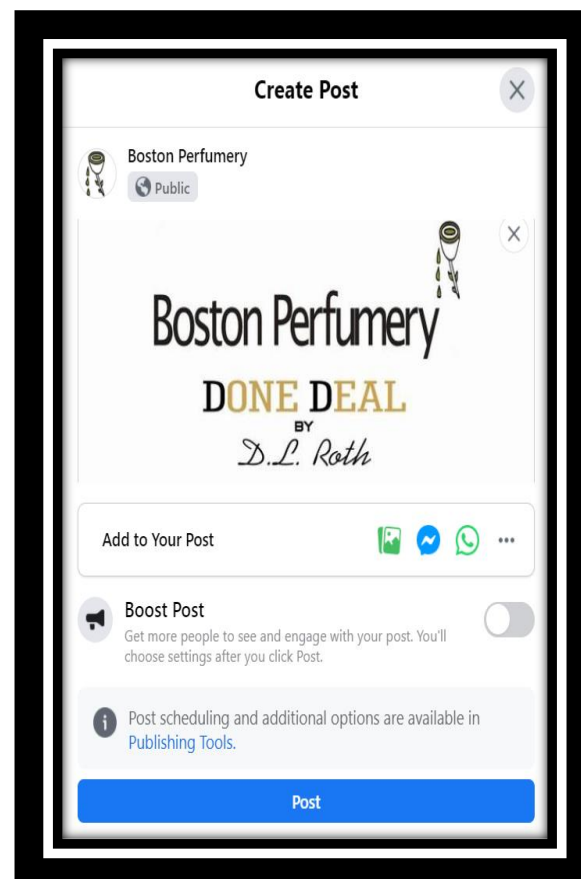 Create Post
Boston Perfumery
Public
Boston Perfumery
DONE DEAL
BY
D.L. Roth
Add to Your Post
Boost Post
Get more people to see and engage with your post. You'll
choose settings after you click Post.
Post scheduling and additional options are available in
Publishing Tools.
Post